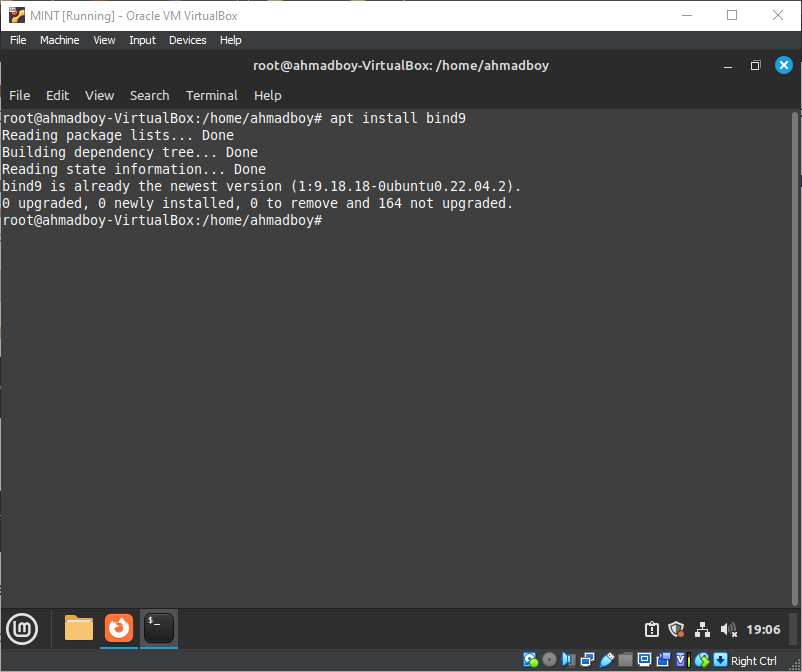 MINT [Running] - Oracle VM VirtualBox
File Machine View Input Devices Help
root@ahmadboy-VirtualBox: /home/ahmadboy
File Edit View Search Terminal Help
root@ahmadboy-VirtualBox:/home/ahmadboy# apt install bind9
Reading package lists... Done
Building dependency tree... Done
Reading state information... Done
bind9 is already the newest version (1:9.18.18-0ubuntu0.22.04.2).
0 upgraded, 0 newly installed, 0 to remove and 164 not upgraded.
root@ahmadboy-VirtualBox:/home/ahmadboy#
$_
19:06
Right Ctrl